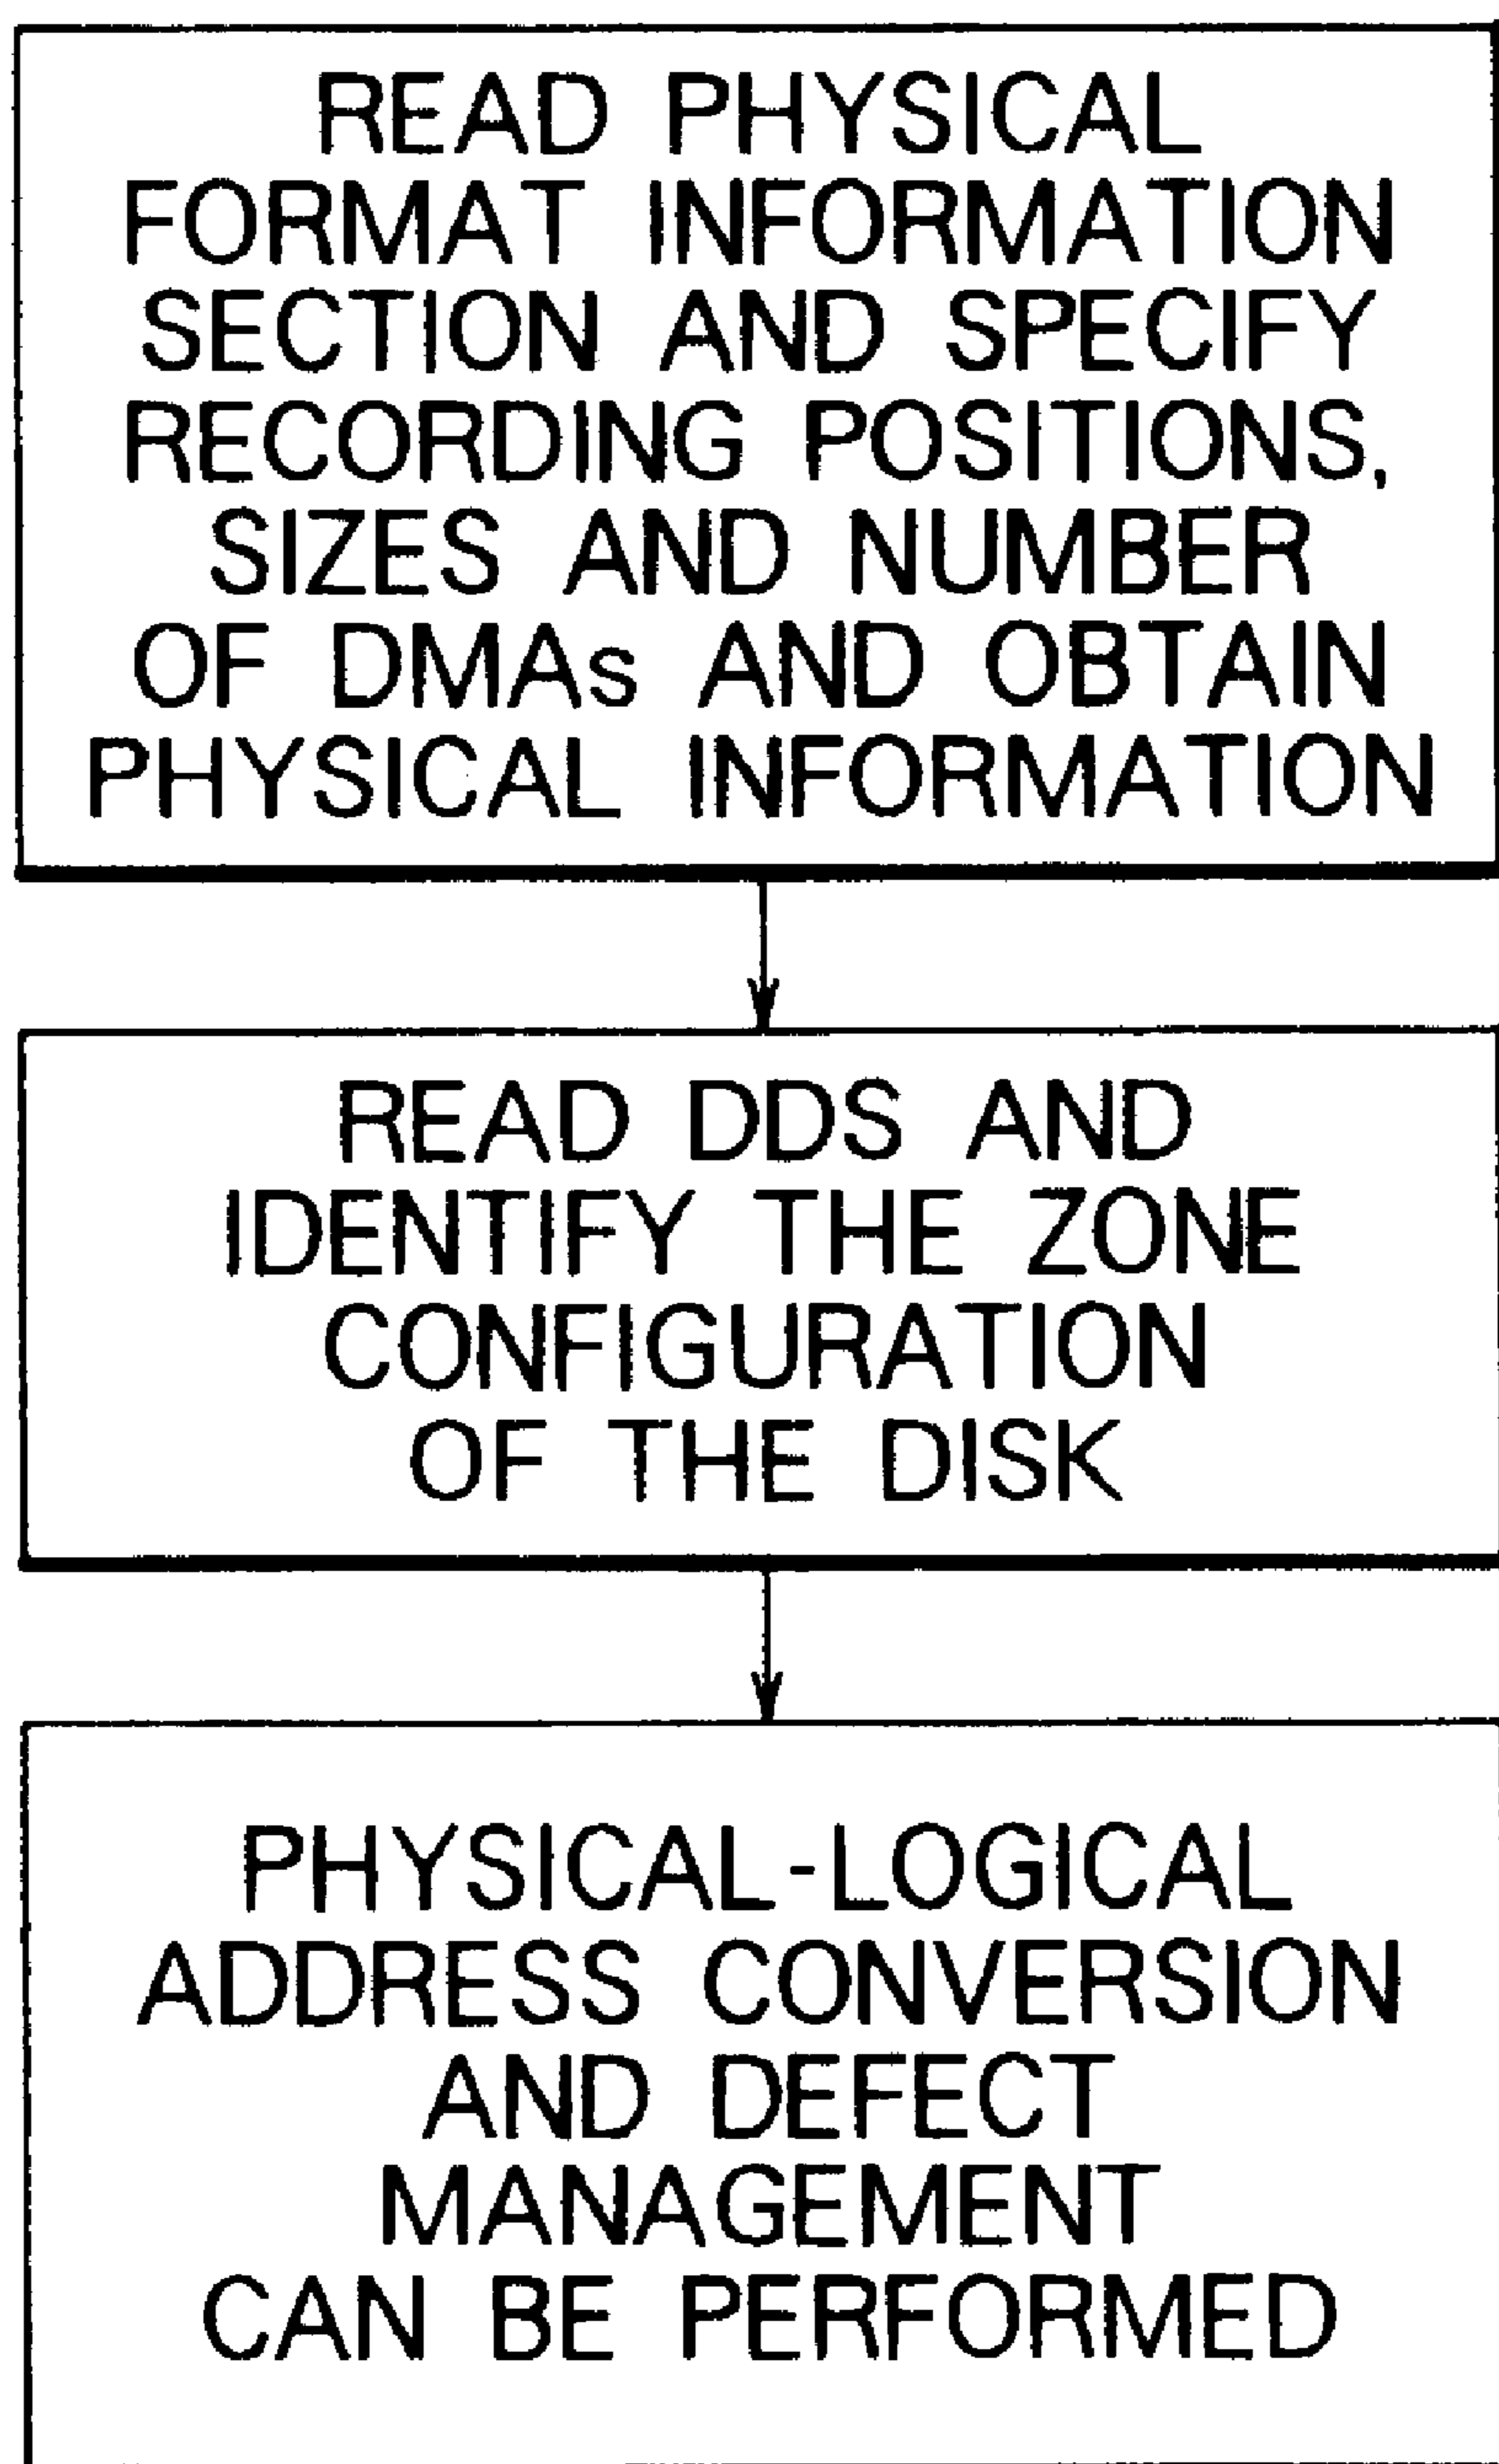 READ PHYSICAL
FORMAT INFORMATION
SECTION AND SPECIFY
RECORDING POSITIONS,
SIZES AND NUMBER
OF DMAs AND OBTAIN
PHYSICAL INFORMATION
READ DDS AND
IDENTIFY THE ZONE
CONFIGURATION
OF THE DISK
PHYSICAL-LOGICAL
ADDRESS CONVERSION
AND DEFECT
MANAGEMENT
CAN BE PERFORMED